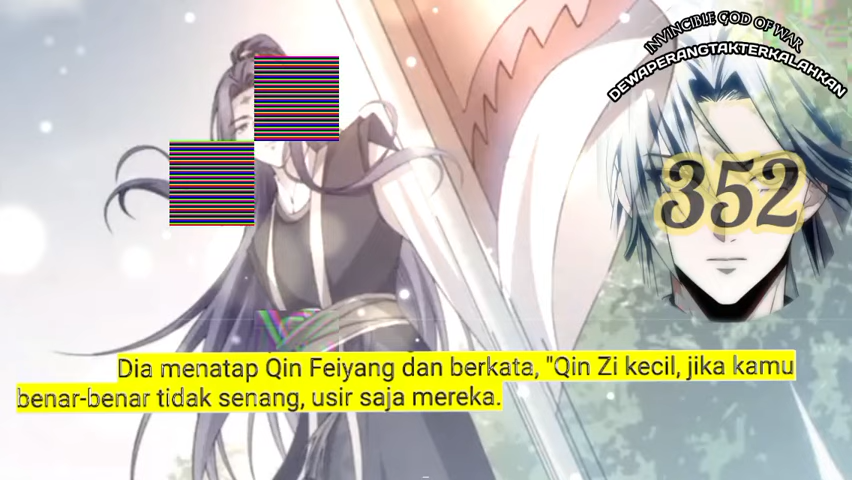 INVINCIBLE GOD OF WAR
DEWAPERANGTAKTERKALAHKAN
352
Dia menatap Qin Feiyang dan berkata, "Qin Zi kecil, jika kamu
benar-benar tidak senang, usir saja mereka.